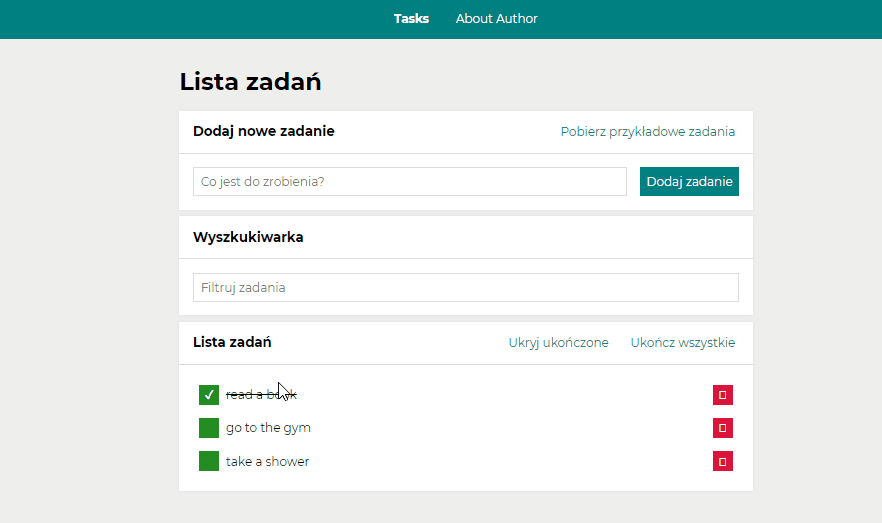 Tasks About Author
Lista zadań
Dodaj nowe zadanie Pobierz przykładowe zadania
Co jest do zrobienia? Dodaj zadanie
Wyszkukiwarka
Filtruj zadania
Lista zadań Ukryj ukończone Ukończ wszystkie
read a book
go to the gym
take a shower